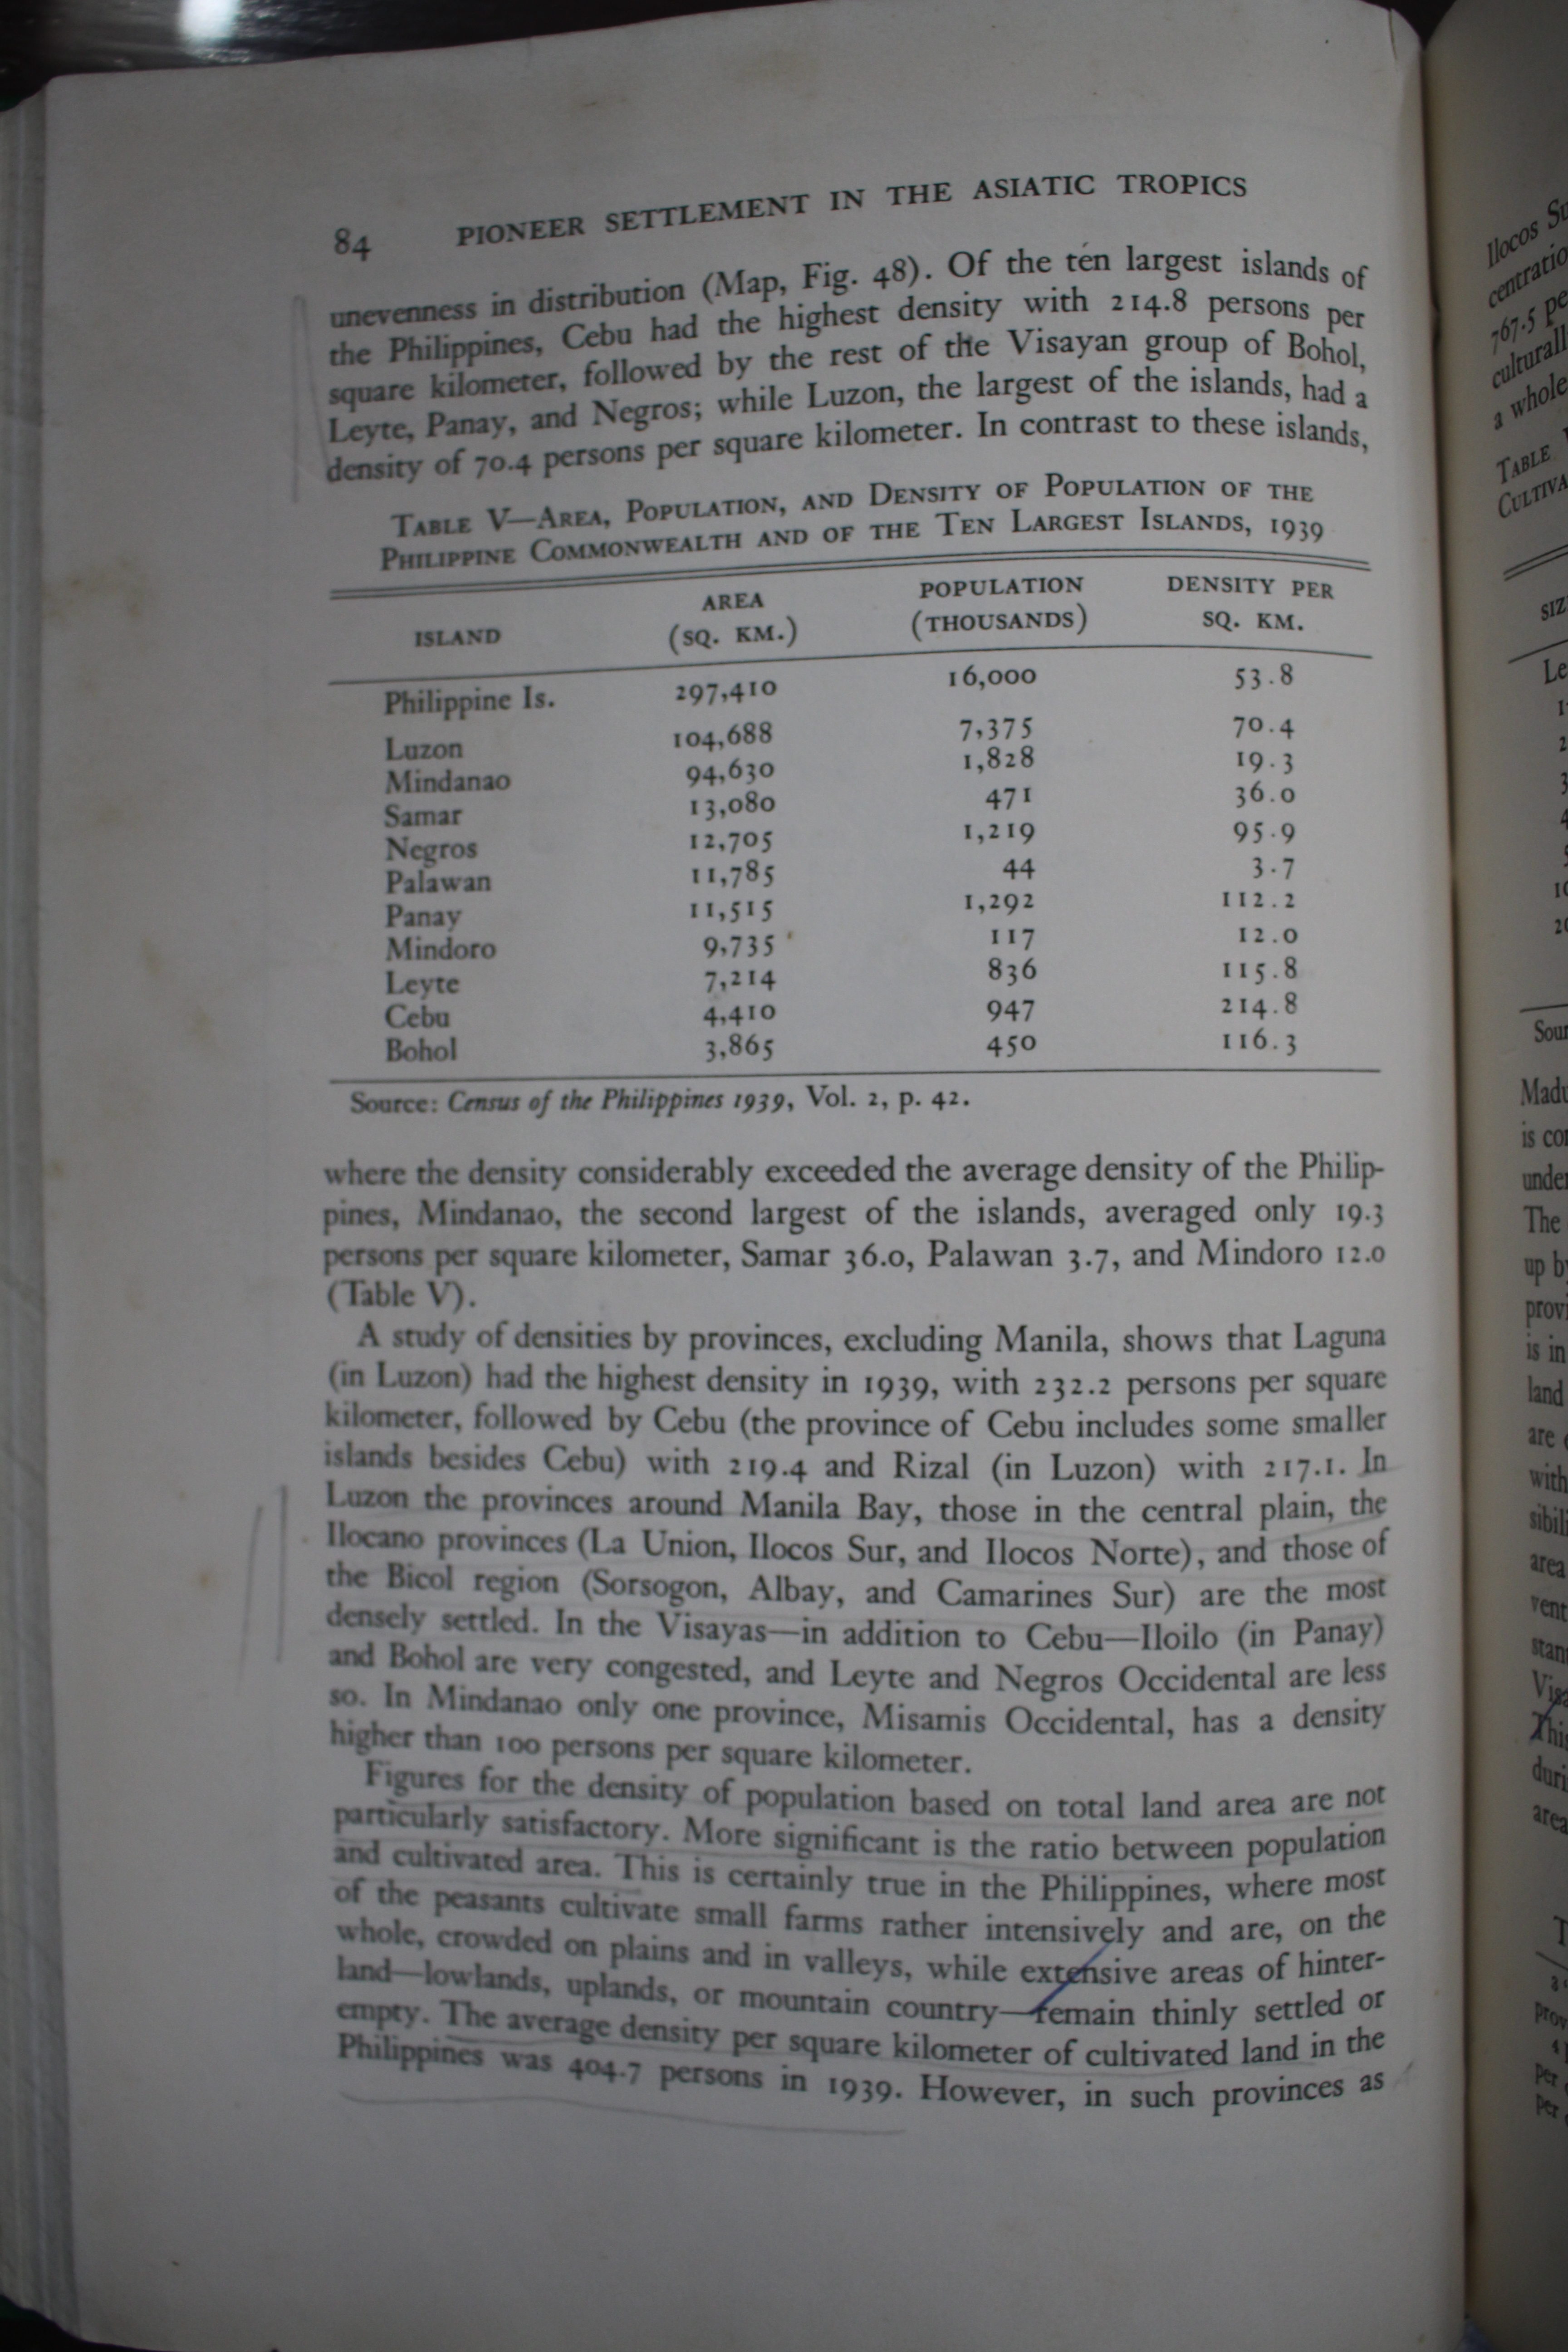 84 PIONEER SETTLEMENT IN THE ASIATIC TROPICS
unevenness in distribution (Map, Fig. 48). Of the ten largest islands of
the Philippines, Cebu had the highest density with 214.8 persons per
square kilometer, followed by the rest of the Visayan group of Bohol,
Leyte, Panay, and Negros; while Luzon, the largest of the islands, had a
density of 70.4 persons per square kilometer. In contrast to these islands,
TABLE V—AREA, POPULATION, AND DENSITY OF POPULATION OF THE
PHILIPPINE COMMONWEALTH AND OF THE TEN LARGEST ISLANDS, 1939
ISLAND AREA (SQ. KM.) POPULATION (THOUSANDS) DENSITY PER SQ. KM.
Philippine Is. 297,410 16,000 53.8
Luzon 104,688 7,375 70.4
Mindanao 94,630 1,828 19.3
Samar 13,080 471 36.0
Negros 12,705 1,219 95.9
Palawan 11,785 44 3.7
Panay 11,515 1,292 112.2
Mindoro 9,735 117 12.0
Leyte 7,214 836 115.8
Cebu 4,410 947 214.8
Bohol 3,865 450 116.3
Source: Census of the Philippines 1939, Vol. 2, p. 42.
where the density considerably exceeded the average density of the Philip-
pines, Mindanao, the second largest of the islands, averaged only 19.3
persons per square kilometer, Samar 36.0, Palawan 3.7, and Mindoro 12.0
(Table V).
A study of densities by provinces, excluding Manila, shows that Laguna
(in Luzon) had the highest density in 1939, with 232.2 persons per square
kilometer, followed by Cebu (the province of Cebu includes some smaller
islands besides Cebu) with 219.4 and Rizal (in Luzon) with 217.1. In
Luzon the provinces around Manila Bay, those in the central plain, the
Ilocano provinces (La Union, Ilocos Sur, and Ilocos Norte), and those of
the Bicol region (Sorsogon, Albay, and Camarines Sur) are the most
densely settled. In the Visayas—in addition to Cebu—Iloilo (in Panay)
and Bohol are very congested, and Leyte and Negros Occidental are less
so. In Mindanao only one province, Misamis Occidental, has a density
higher than 100 persons per square kilometer.
Figures for the density of population based on total land area are not
particularly satisfactory. More significant is the ratio between population
and cultivated area. This is certainly true in the Philippines, where most
of the peasants cultivate small farms rather intensively and are, on the
whole, crowded on plains and in valleys, while extensive areas of hinter-
land—lowlands, uplands, or mountain country—remain thinly settled or
empty. The average density per square kilometer of cultivated land in the
Philippines was 404.7 persons in 1939. However, in such provinces as
Ilocos
767.5
a whole
TABLE
The
land
are
with
area